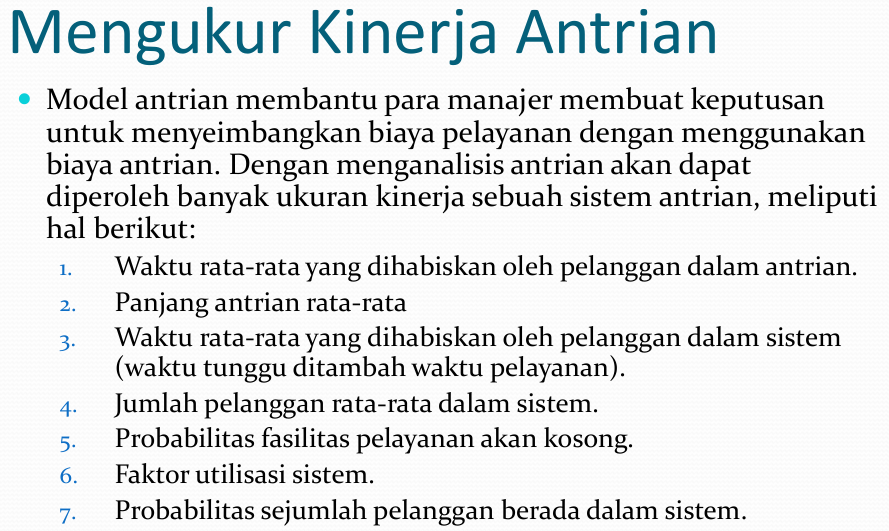 Mengukur Kinerja Antrian
• Model antrian membantu para manajer membuat keputusan
untuk menyeimbangkan biaya pelayanan dengan menggunakan
biaya antrian. Dengan menganalisis antrian akan dapat
diperoleh banyak ukuran kinerja sebuah sistem antrian, meliputi
hal berikut:
1. Waktu rata-rata yang dihabiskan oleh pelanggan dalam antrian.
2. Panjang antrian rata-rata
3. Waktu rata-rata yang dihabiskan oleh pelanggan dalam sistem
(waktu tunggu ditambah waktu pelayanan).
4. Jumlah pelanggan rata-rata dalam sistem.
5. Probabilitas fasilitas pelayanan akan kosong.
6. Faktor utilisasi sistem.
7. Probabilitas sejumlah pelanggan berada dalam sistem.